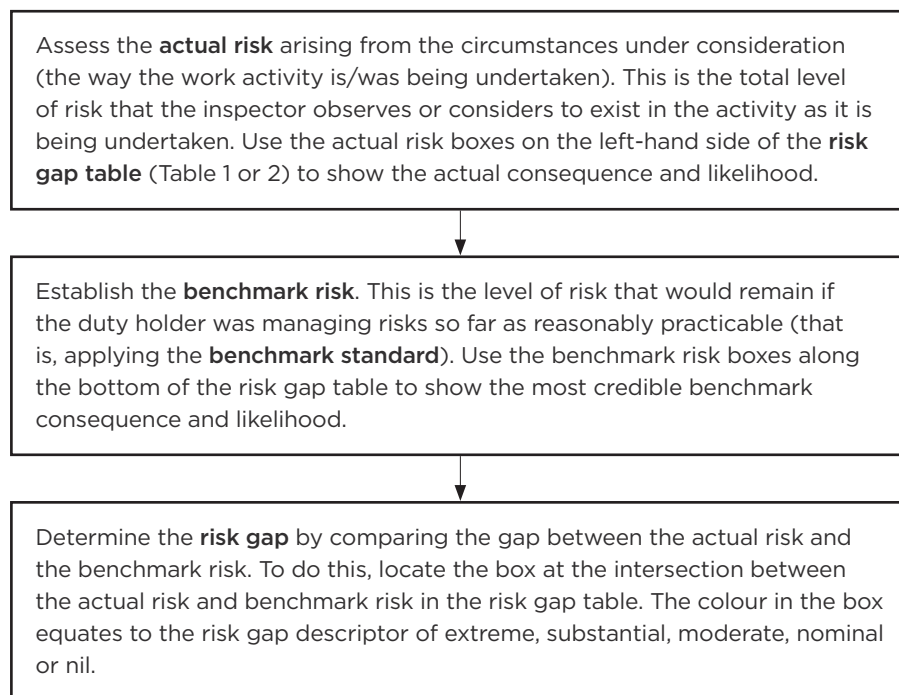 Assess the actual risk arising from the circumstances under consideration
(the way the work activity is/was being undertaken). This is the total level
of risk that the inspector observes or considers to exist in the activity as it is
being undertaken. Use the actual risk boxes on the left-hand side of the risk
gap table (Table 1 or 2) to show the actual consequence and likelihood.
Establish the benchmark risk. This is the level of risk that would remain if
the duty holder was managing risks so far as reasonably practicable (that
is, applying the benchmark standard). Use the benchmark risk boxes along
the bottom of the risk gap table to show the most credible benchmark
consequence and likelihood.
Determine the risk gap by comparing the gap between the actual risk and
the benchmark risk. To do this, locate the box at the intersection between
the actual risk and benchmark risk in the risk gap table. The colour in the box
equates to the risk gap descriptor of extreme, substantial, moderate, nominal
or nil.